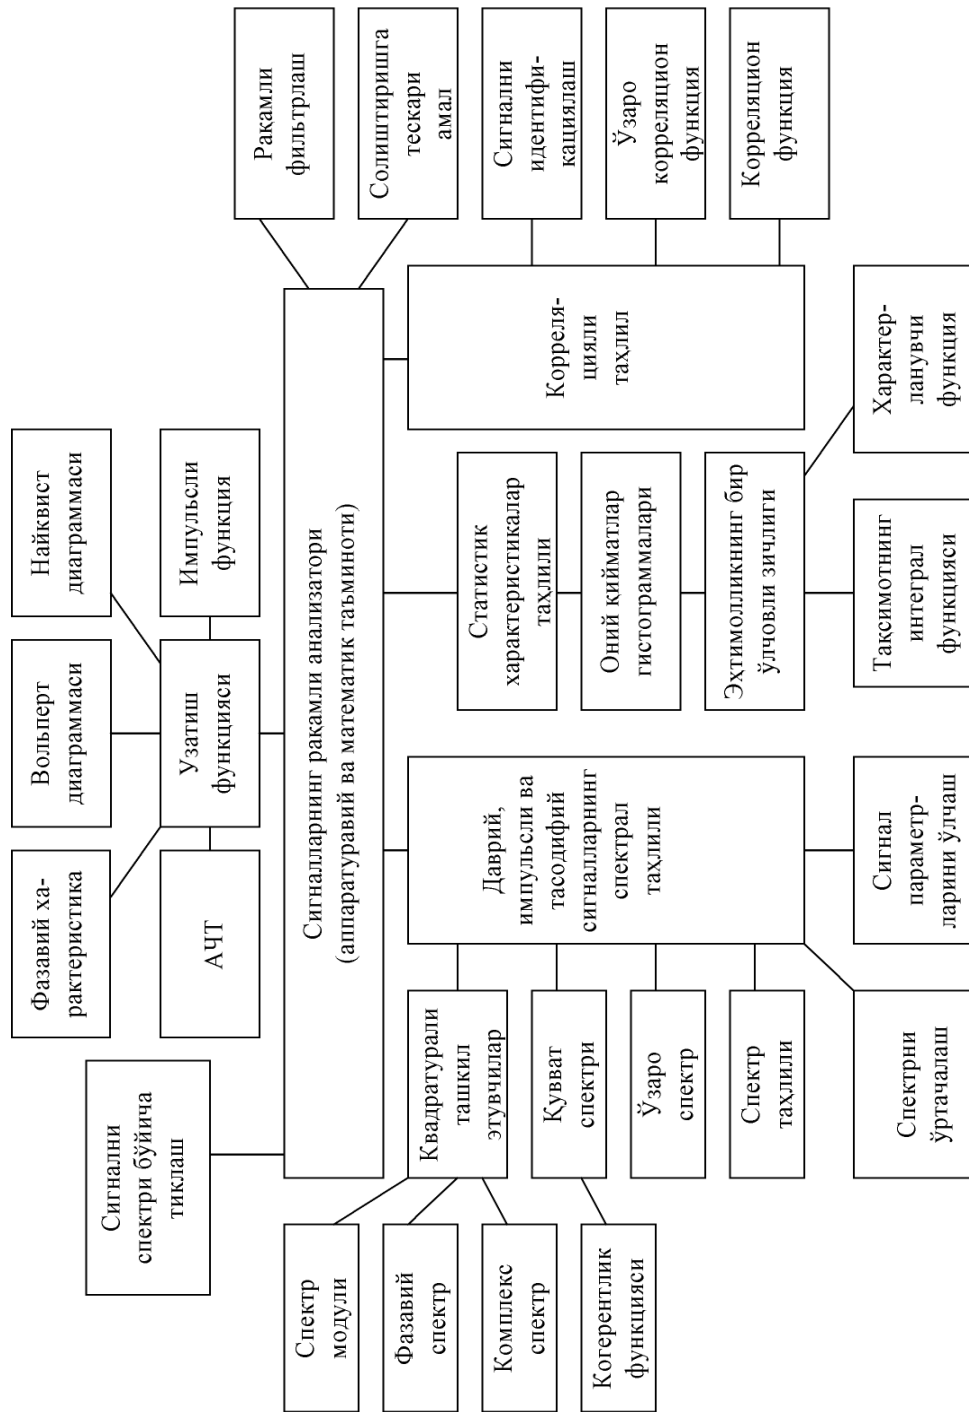 Фазавий ха-
рактеристика
Вольперт
диаграммаси
Найквист
диаграммаси
Сигнални
спектри бўйича
тиклаш
АЧТ
Узатиш
функцияси
Импульсли
функция
Рақамли
фильтрлаш
Солиштиришга
тескари
амал
Сигналларнинг рақамли анализатори
(аппаратуравий ва математик таъминоти)
Спектр
модули
Фазавий
спектр
Комплекс
спектр
Когерентлик
функцияси
Квадратурали
ташкил
этувчилар
Қувват
спектри
Ўзаро
спектр
Спектр
таҳлили
Даврий,
импульсли ва
тасодифий
сигналларнинг
спектрал
таҳлили
Статистик
характеристикалар
таҳлили
Оний қийматлар
гистограммалари
Эҳтимолликнинг бир
ўлчовли зичлиги
Корреля-
цияли
таҳлил
Сигнални
идентифи-
кациялаш
Ўзаро
корреляцион
функция
Корреляцион
функция
Спектрни
ўртачалаш
Сигнал
параметр-
ларини ўлчаш
Тақсимотнинг
интеграл
функцияси
Характер-
ланувчи
функция